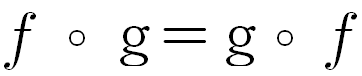 f ∘ g = g ∘ f